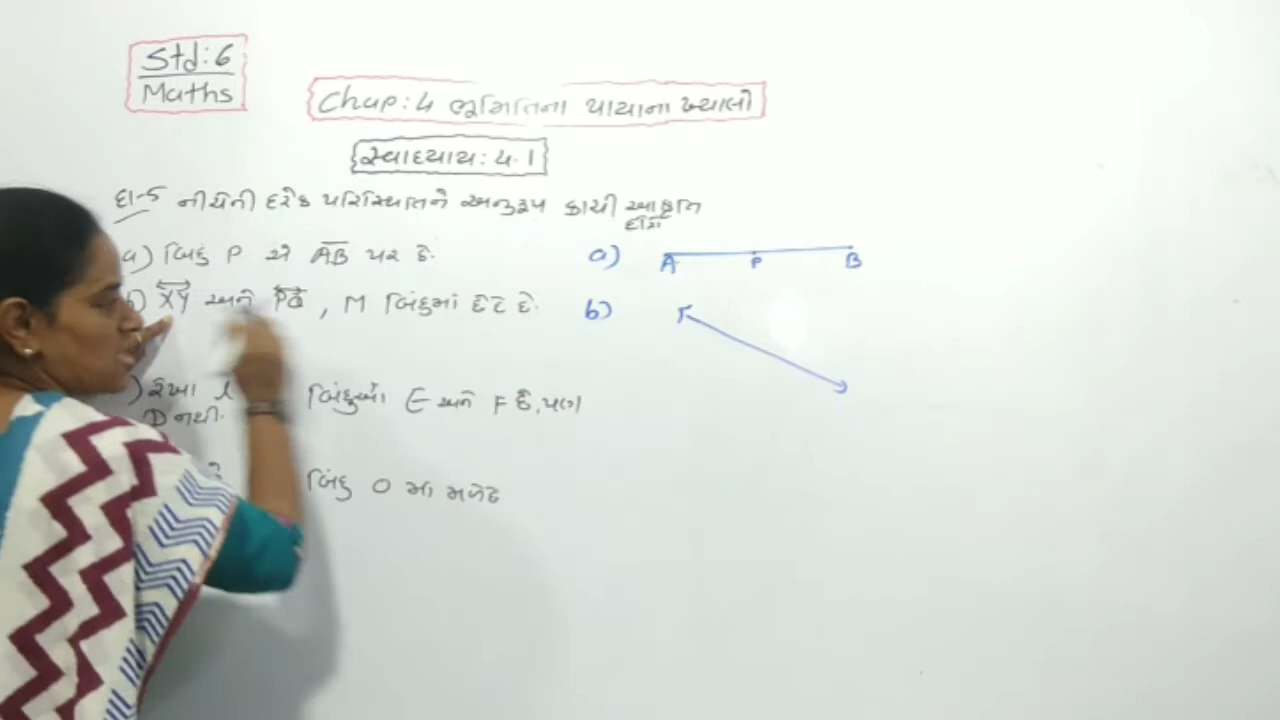 Std: 6
Maths
Chap: 4 ભૂમિતિના પાયાના ખ્યાલો
સ્વાધ્યાય: 4.1
દા-5 નીચેની દરેક પરિસ્થિતિને અનુરૂપ કાચી આકૃતિ
દોરો
a) બિંદુ P એ AB પર છે.
b) XY અને PQ, M બિંદુમાં છેદે છે.
) રેખા l બિંદુઓ E અને F છે, પણ
D નથી.
બિંદુ O માં મળેછે
a) A P B
b)